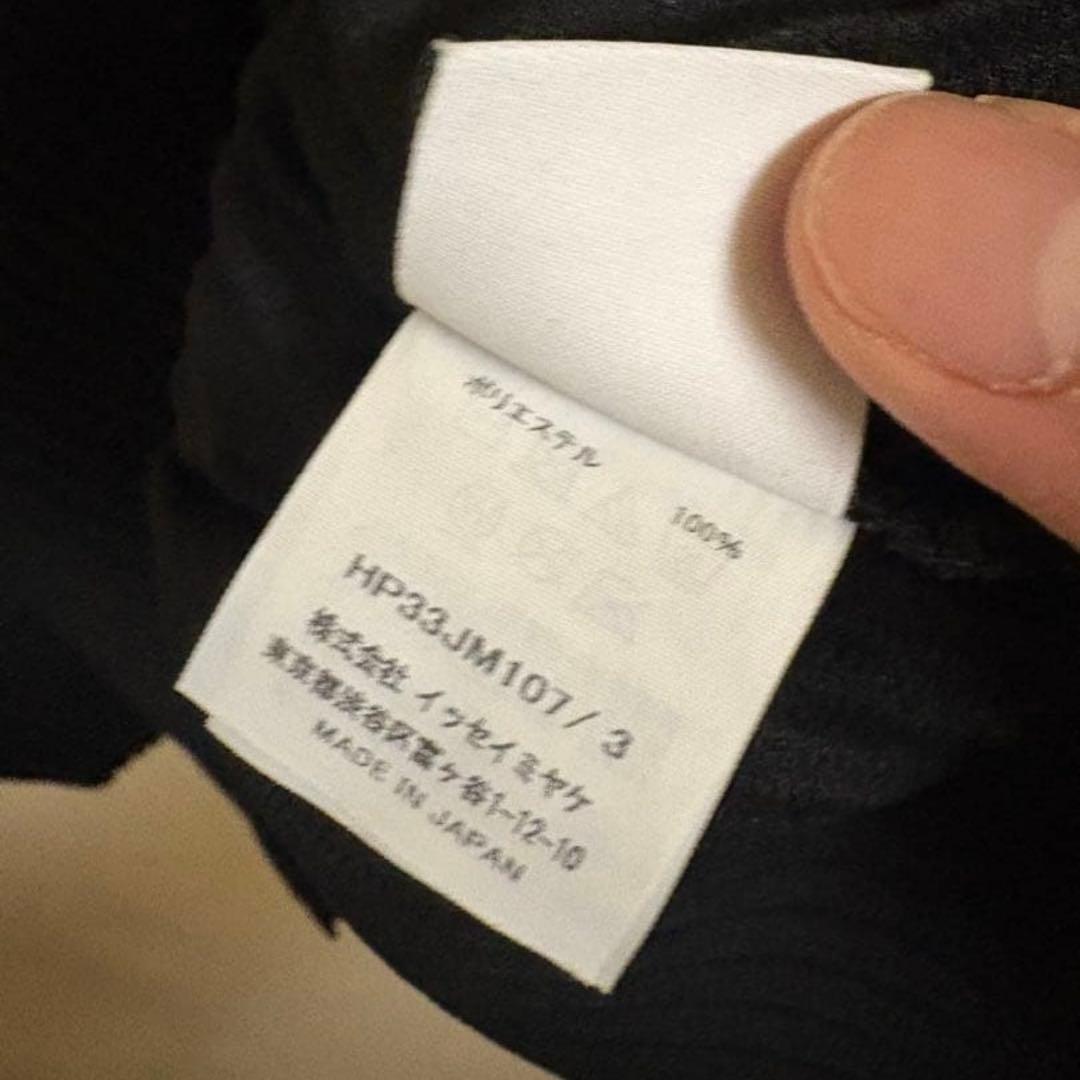 ポリエステル 100%
HP33JM107 / 3
株式会社 イッセイミヤケ
東京都渋谷区富ヶ谷1-12-10
MADE IN JAPAN